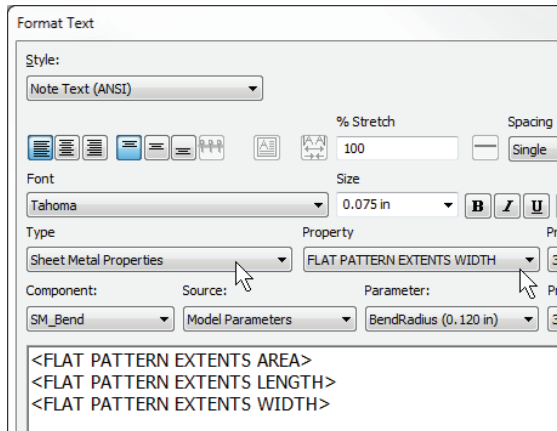 Format Text
Style:
Note Text (ANSI)
% Stretch
Spacing
100
Single
Font
Size
Tahoma
0.075 in
B I U
Type
Property
Sheet Metal Properties
FLAT PATTERN EXTENTS WIDTH
Component:
Source:
Parameter:
SM_Bend
Model Parameters
BendRadius (0.120 in)
<FLAT PATTERN EXTENTS AREA>
<FLAT PATTERN EXTENTS LENGTH>
<FLAT PATTERN EXTENTS WIDTH>